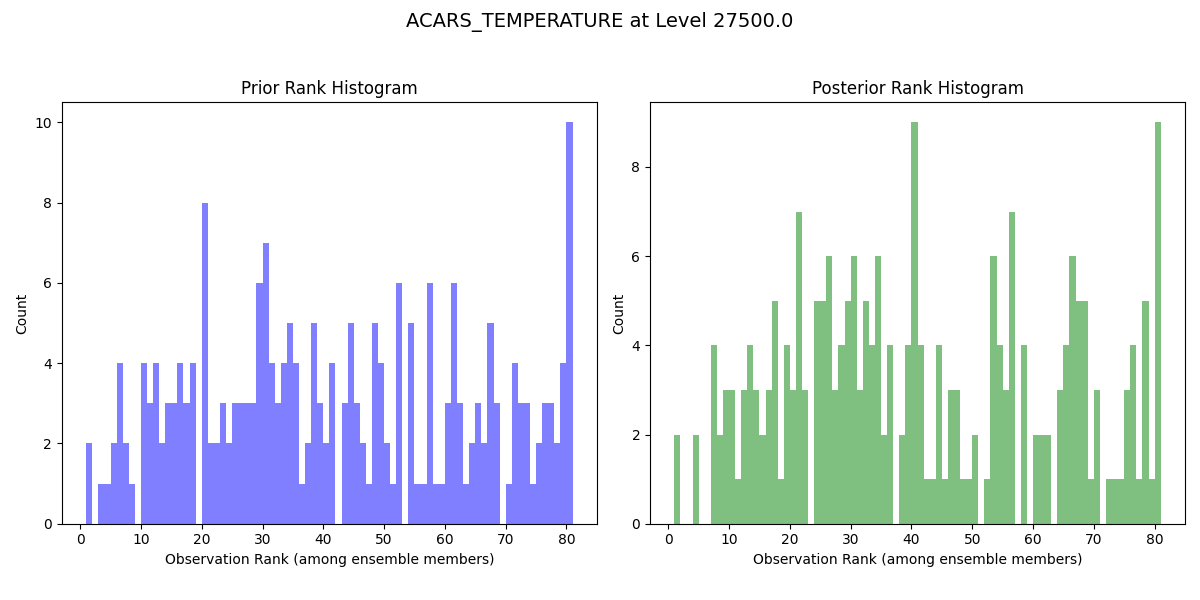 ACARS_TEMPERATURE at Level 27500.0
Prior Rank Histogram
Count
10
8
6
4
2
0
0 10 20 30 40 50 60 70 80
Observation Rank (among ensemble members)
Posterior Rank Histogram
Count
8
6
4
2
0
0 10 20 30 40 50 60 70 80
Observation Rank (among ensemble members)